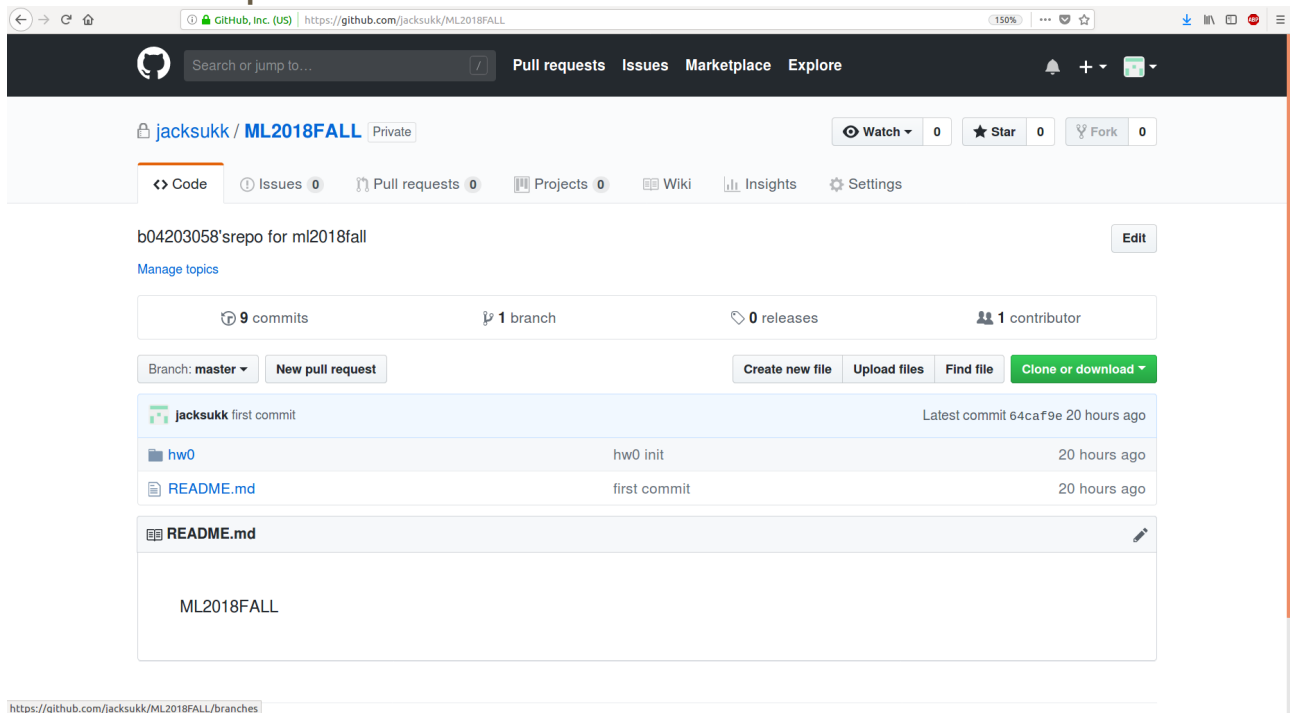 GitHub, Inc. (US) https://github.com/jacksukk/ML2018FALL 150%
Search or jump to... / Pull requests Issues Marketplace Explore
jacksukk / ML2018FALL Private Watch 0 Star 0 Fork 0
Code Issues 0 Pull requests 0 Projects 0 Wiki Insights Settings
b04203058'srepo for ml2018fall Edit
Manage topics
9 commits 1 branch 0 releases 1 contributor
Branch: master New pull request Create new file Upload files Find file Clone or download
jacksukk first commit Latest commit 64caf9e 20 hours ago
hw0 hw0 init 20 hours ago
README.md first commit 20 hours ago
README.md
ML2018FALL
https://github.com/jacksukk/ML2018FALL/branches